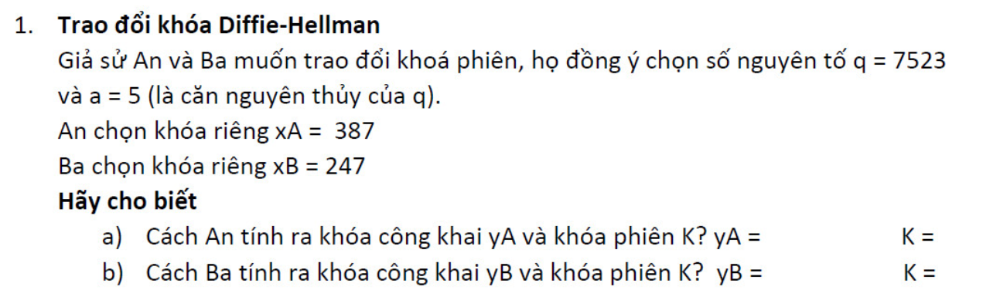 1. Trao đổi khóa Diffie-Hellman
Giả sử An và Ba muốn trao đổi khoá phiên, họ đồng ý chọn số nguyên tố q = 7523
và a = 5 (là căn nguyên thủy của q).
An chọn khóa riêng xA = 387
Ba chọn khóa riêng xB = 247
Hãy cho biết
a) Cách An tính ra khóa công khai yA và khóa phiên K? yA = K =
b) Cách Ba tính ra khóa công khai yB và khóa phiên K? yB = K =